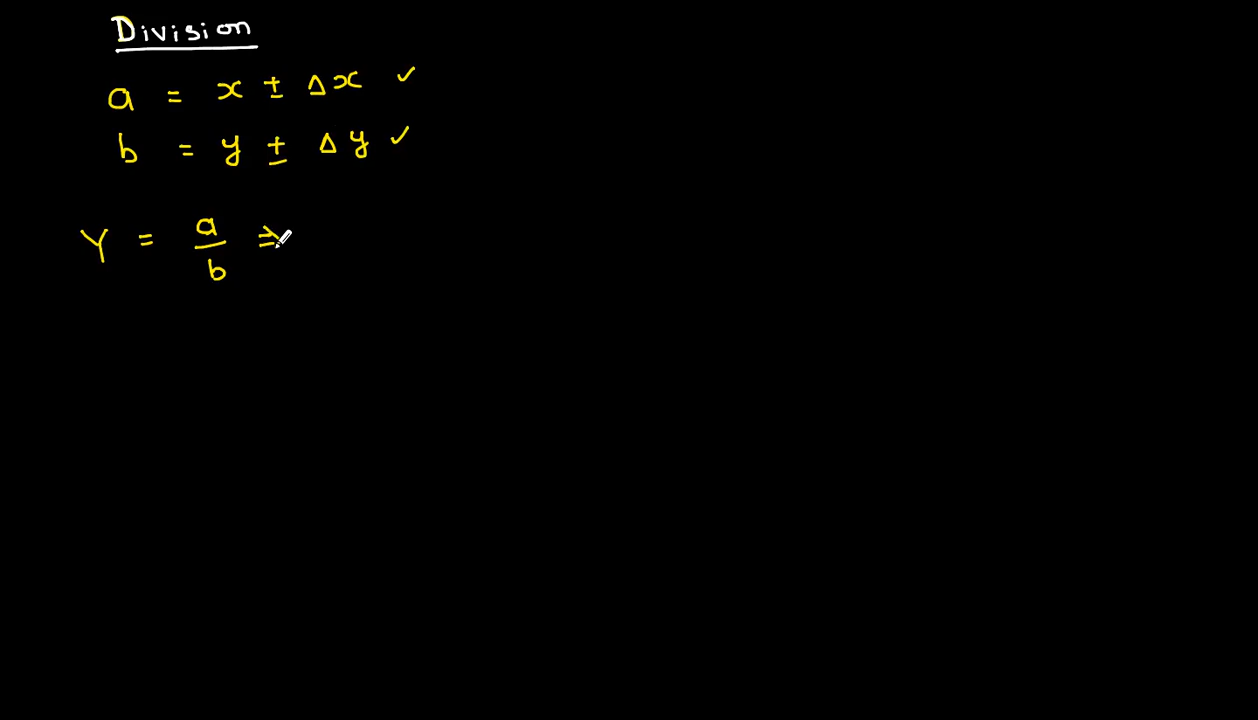 Division
a = x ± Δx ✓
b = y ± Δy ✓
Y = a/b ⇒